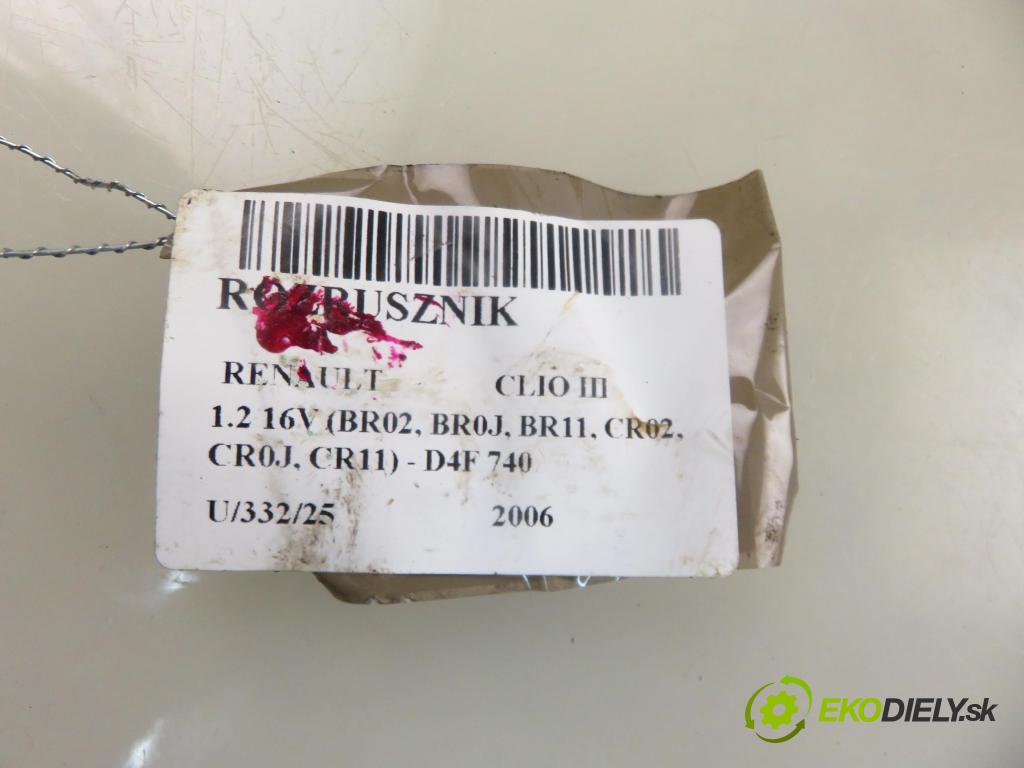 ROZRUSZNIK
RENAULT CLIO III
1.2 16V (BR02, BR0J, BR11, CR02,
CR0J, CR11) - D4F 740
U/332/25 2006
EKODIELY.sk